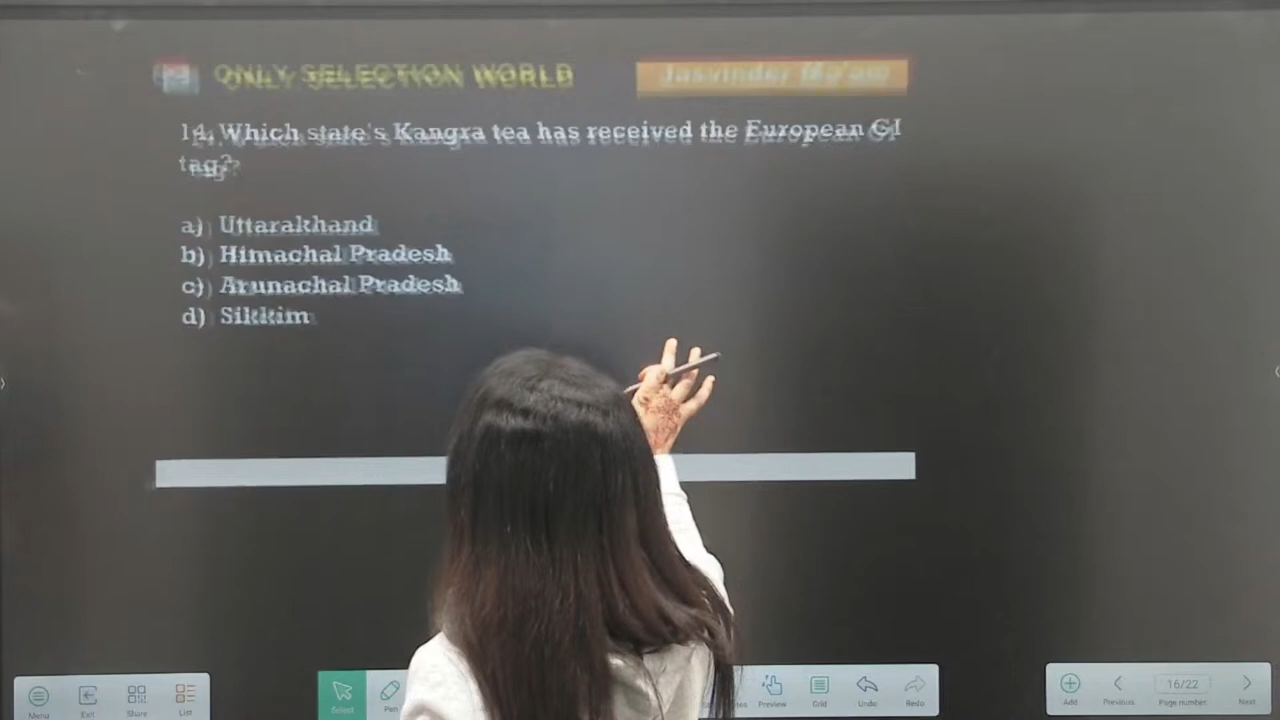 ONLY SELECTION WORLD
Jasvinder Ma'am
14. Which state's Kangra tea has received the European GI
tag?
a) Uttarakhand
b) Himachal Pradesh
c) Arunachal Pradesh
d) Sikkim
Menu Exit Share List
Select Pen Preview Grid Undo Redo
Add Previous 16/22 Page number Next